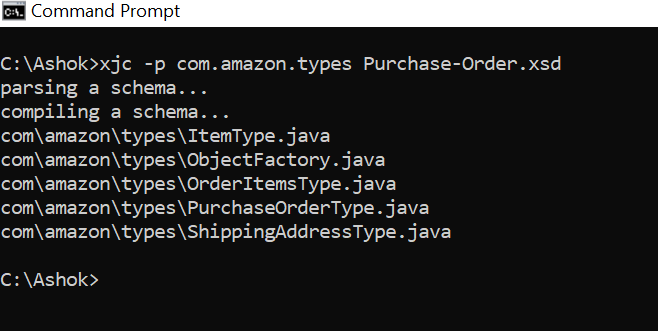 Command Prompt
C:\Ashok>xjc -p com.amazon.types Purchase-Order.xsd
parsing a schema...
compiling a schema...
com\amazon\types\ItemType.java
com\amazon\types\ObjectFactory.java
com\amazon\types\OrderItemsType.java
com\amazon\types\PurchaseOrderType.java
com\amazon\types\ShippingAddressType.java
C:\Ashok>